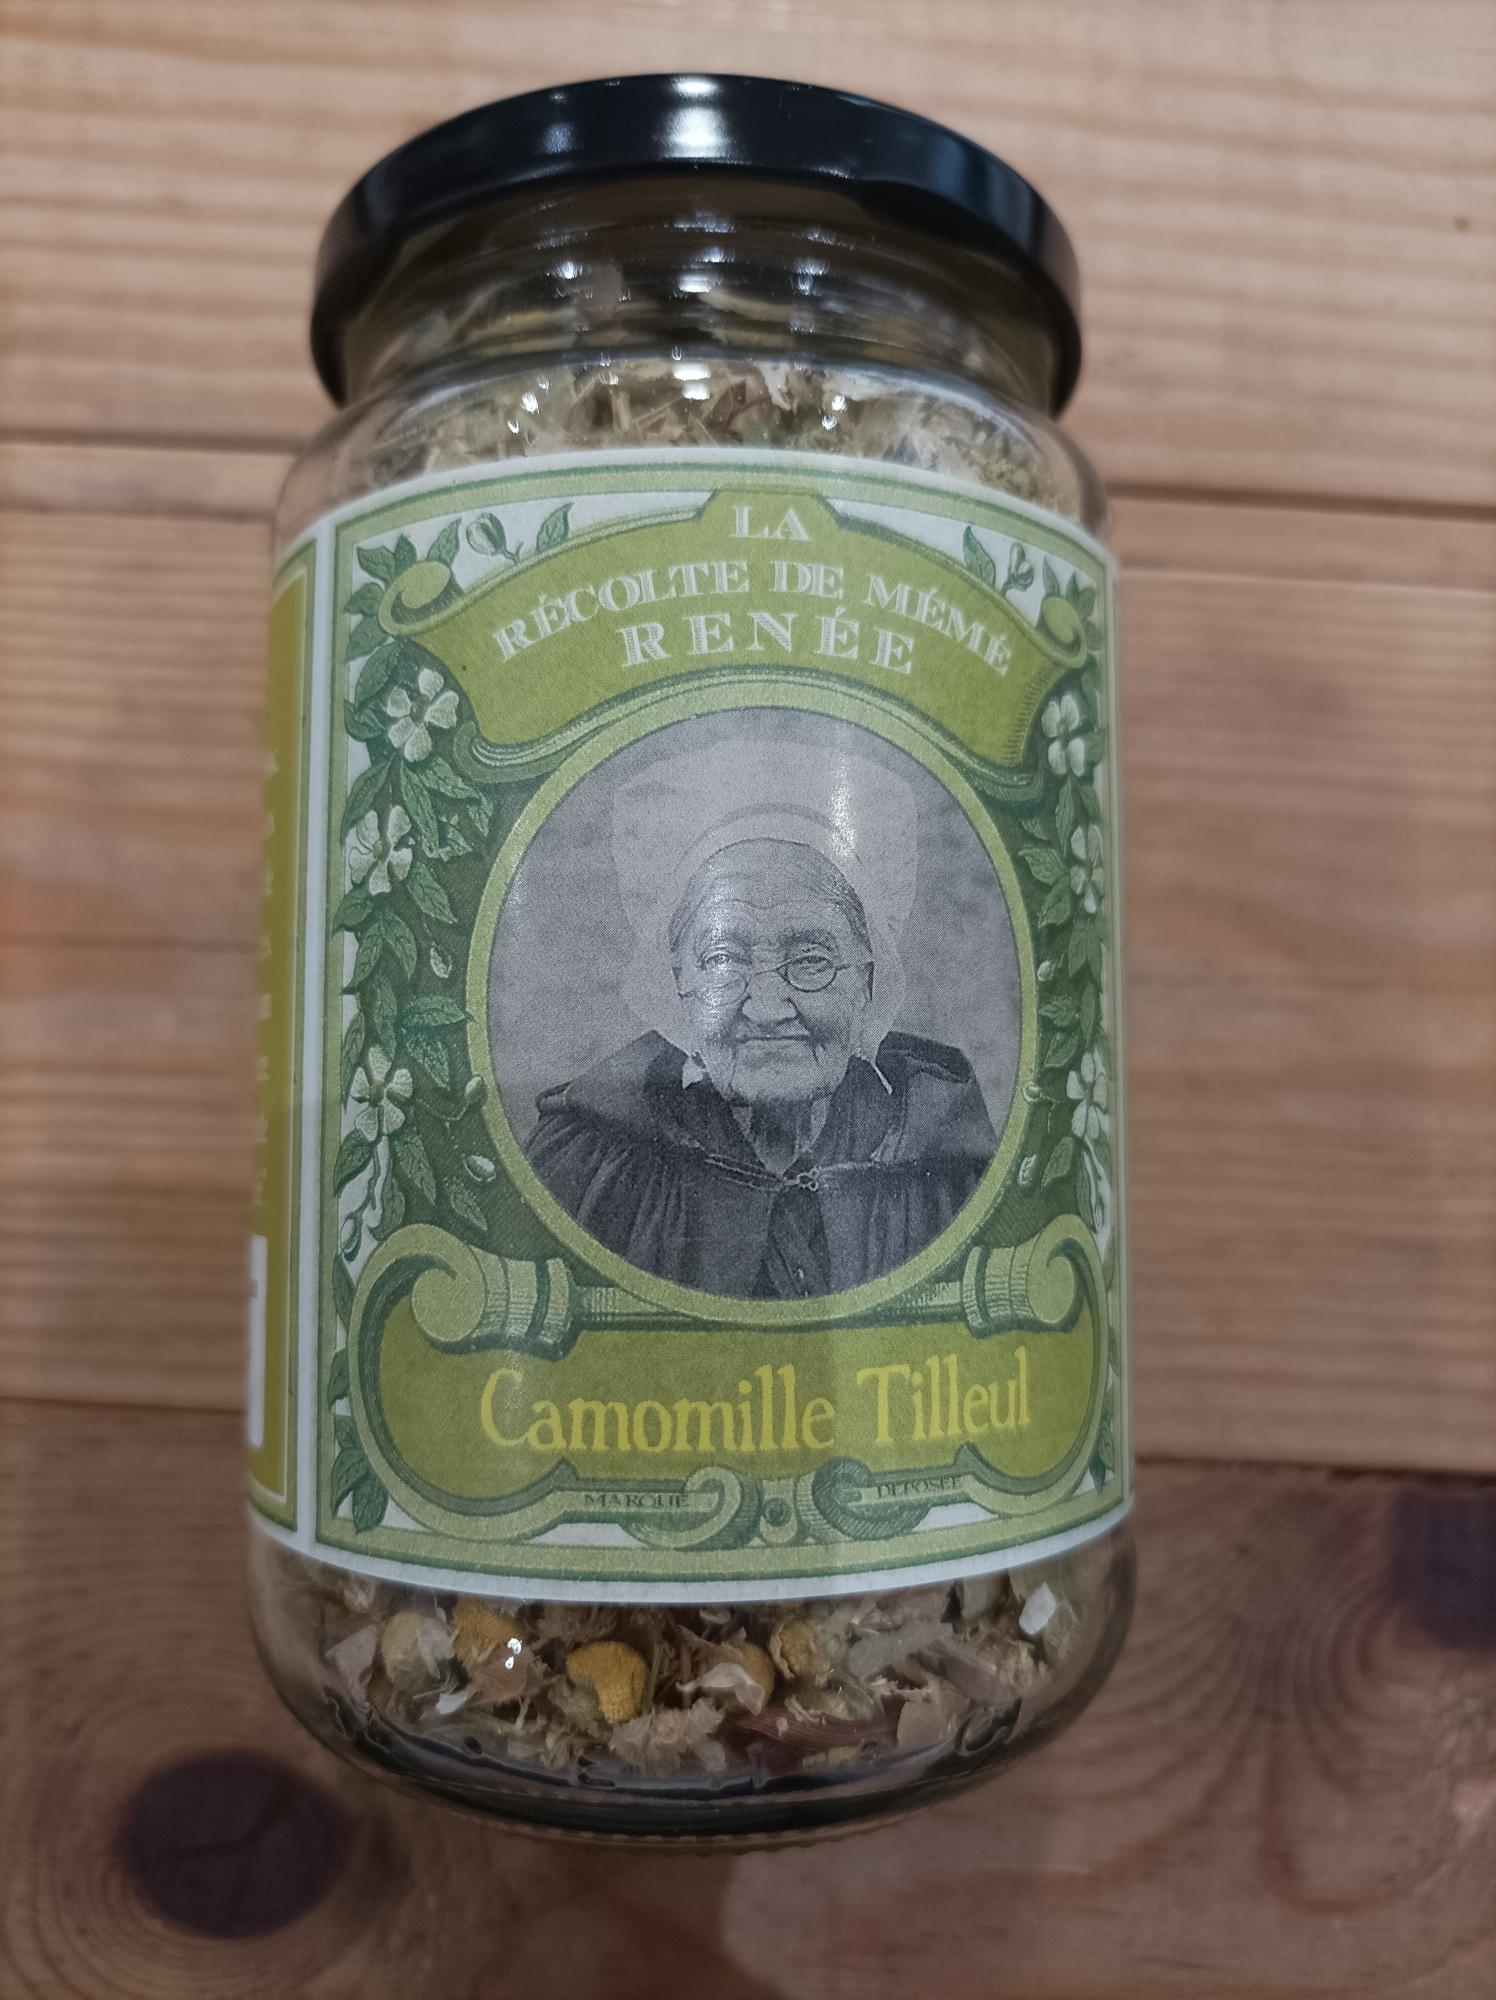 LA
RÉCOLTE DE MÉMÉ
RENÉE
Camomille Tilleul
MARQUE DÉPOSÉE